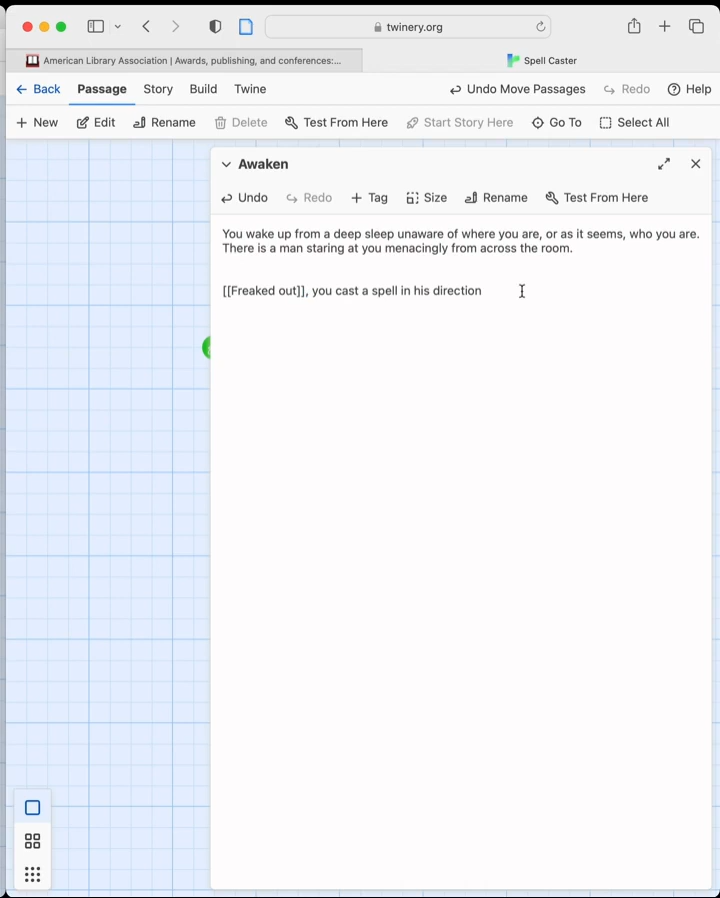 twinery.org
American Library Association | Awards, publishing, and conferences:...
Spell Caster
Back Passage Story Build Twine Undo Move Passages Redo Help
New Edit Rename Delete Test From Here Start Story Here Go To Select All
Awaken
Undo Redo Tag Size Rename Test From Here
You wake up from a deep sleep unaware of where you are, or as it seems, who you are.
There is a man staring at you menacingly from across the room.
[[Freaked out]], you cast a spell in his direction